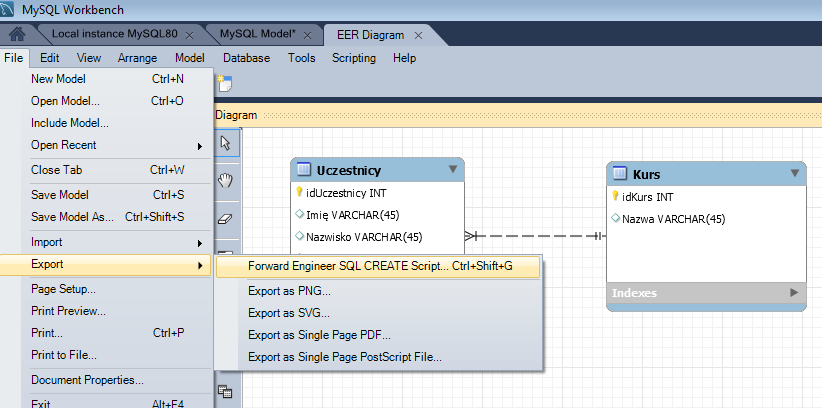 MySQL Workbench
Local instance MySQL80 × MySQL Model* × EER Diagram ×
File Edit View Arrange Model Database Tools Scripting Help
New Model Ctrl+N
Open Model... Ctrl+O
Include Model...
Open Recent
Close Tab Ctrl+W
Save Model Ctrl+S
Save Model As... Ctrl+Shift+S
Import
Export
Page Setup...
Print Preview...
Print... Ctrl+P
Print to File...
Document Properties...
Exit Alt+F4
Forward Engineer SQL CREATE Script... Ctrl+Shift+G
Export as PNG...
Export as SVG...
Export as Single Page PDF...
Export as Single Page PostScript File...
Diagram
Uczestnicy
idUczestnicy INT
Imię VARCHAR(45)
Nazwisko VARCHAR(45)
Kurs
idKurs INT
Nazwa VARCHAR(45)
Indexes